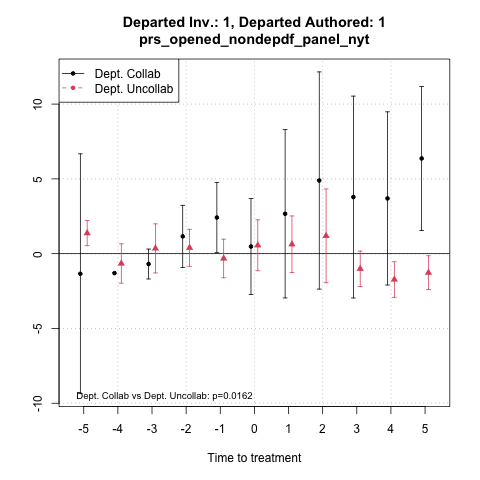 Departed Inv.: 1, Departed Authored: 1
prs_opened_nondepdf_panel_nyt
Dept. Collab
Dept. Uncollab
10
5
0
-5
-10
Dept. Collab vs Dept. Uncollab: p=0.0162
-5 -4 -3 -2 -1 0 1 2 3 4 5
Time to treatment